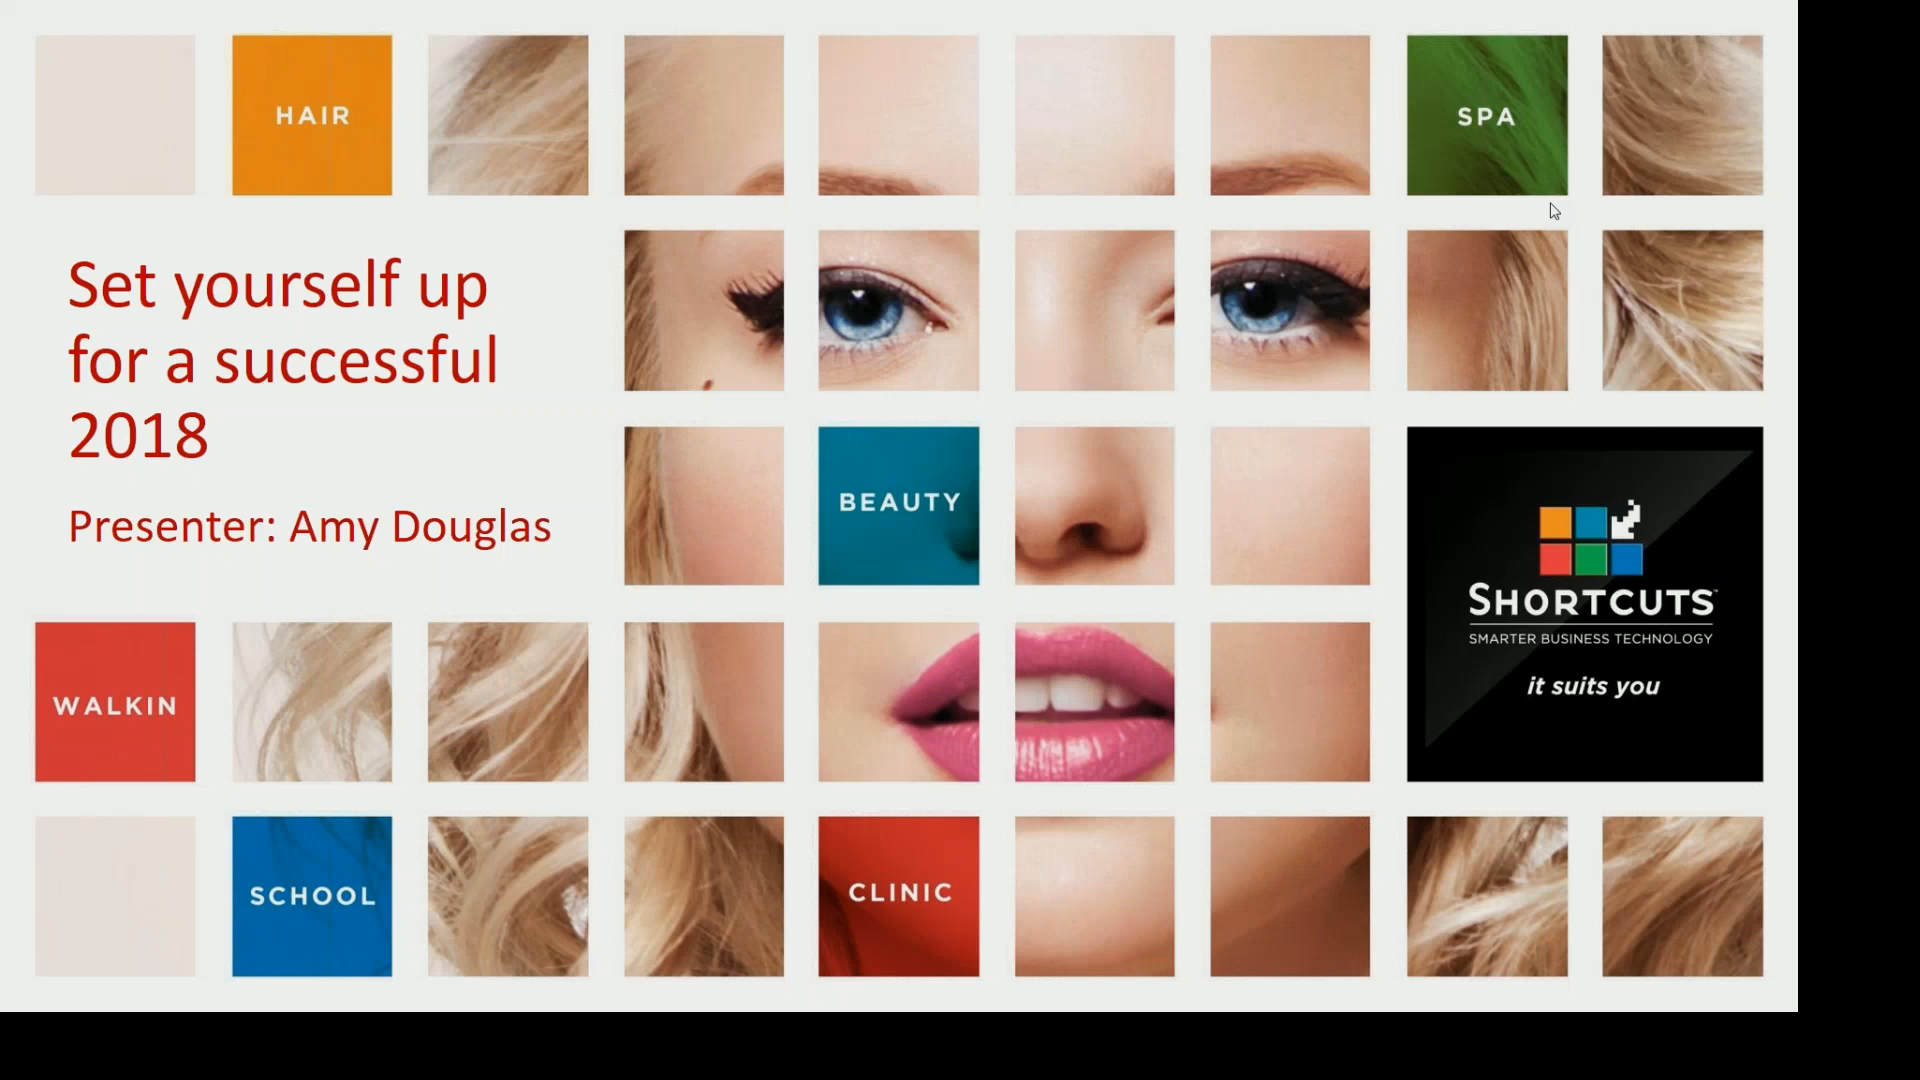 HAIR
SPA
Set yourself up
for a successful
2018
Presenter: Amy Douglas
BEAUTY
SHORTCUTS
SMARTER BUSINESS TECHNOLOGY
it suits you
WALKIN
SCHOOL
CLINIC